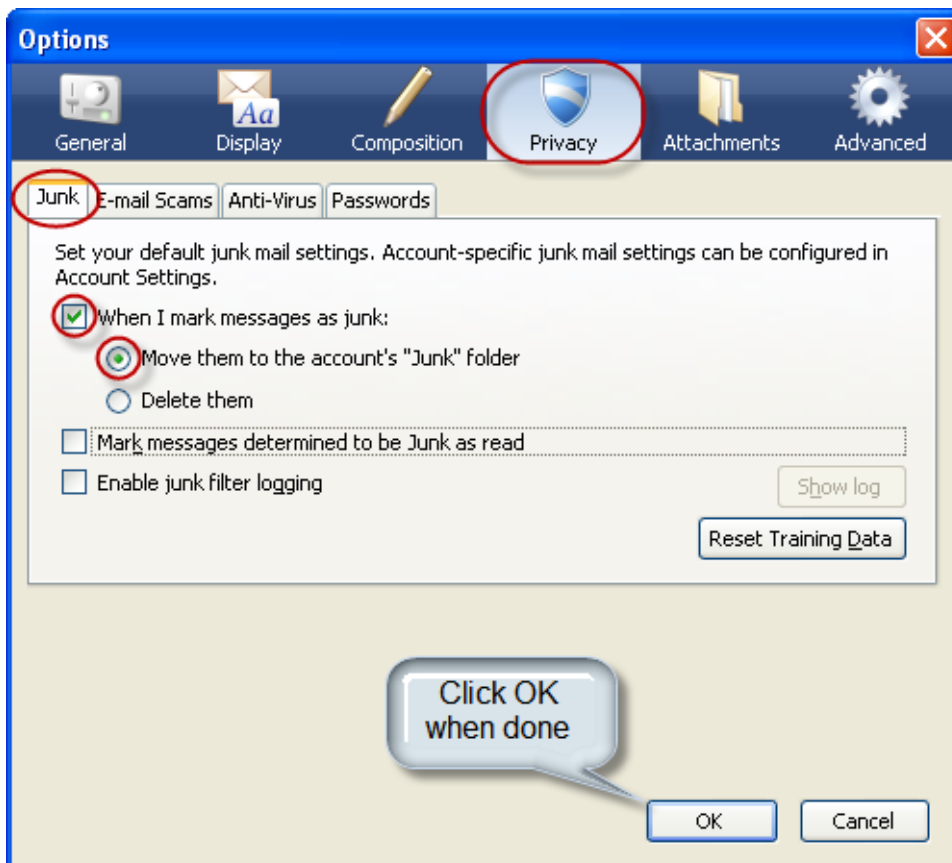 Options
General Display Composition Privacy Attachments Advanced
Aa
Junk E-mail Scams Anti-Virus Passwords
Set your default junk mail settings. Account-specific junk mail settings can be configured in
Account Settings.
When I mark messages as junk:
Move them to the account's "Junk" folder
Delete them
Mark messages determined to be Junk as read
Enable junk filter logging
Show log
Reset Training Data
Click OK
when done
OK Cancel